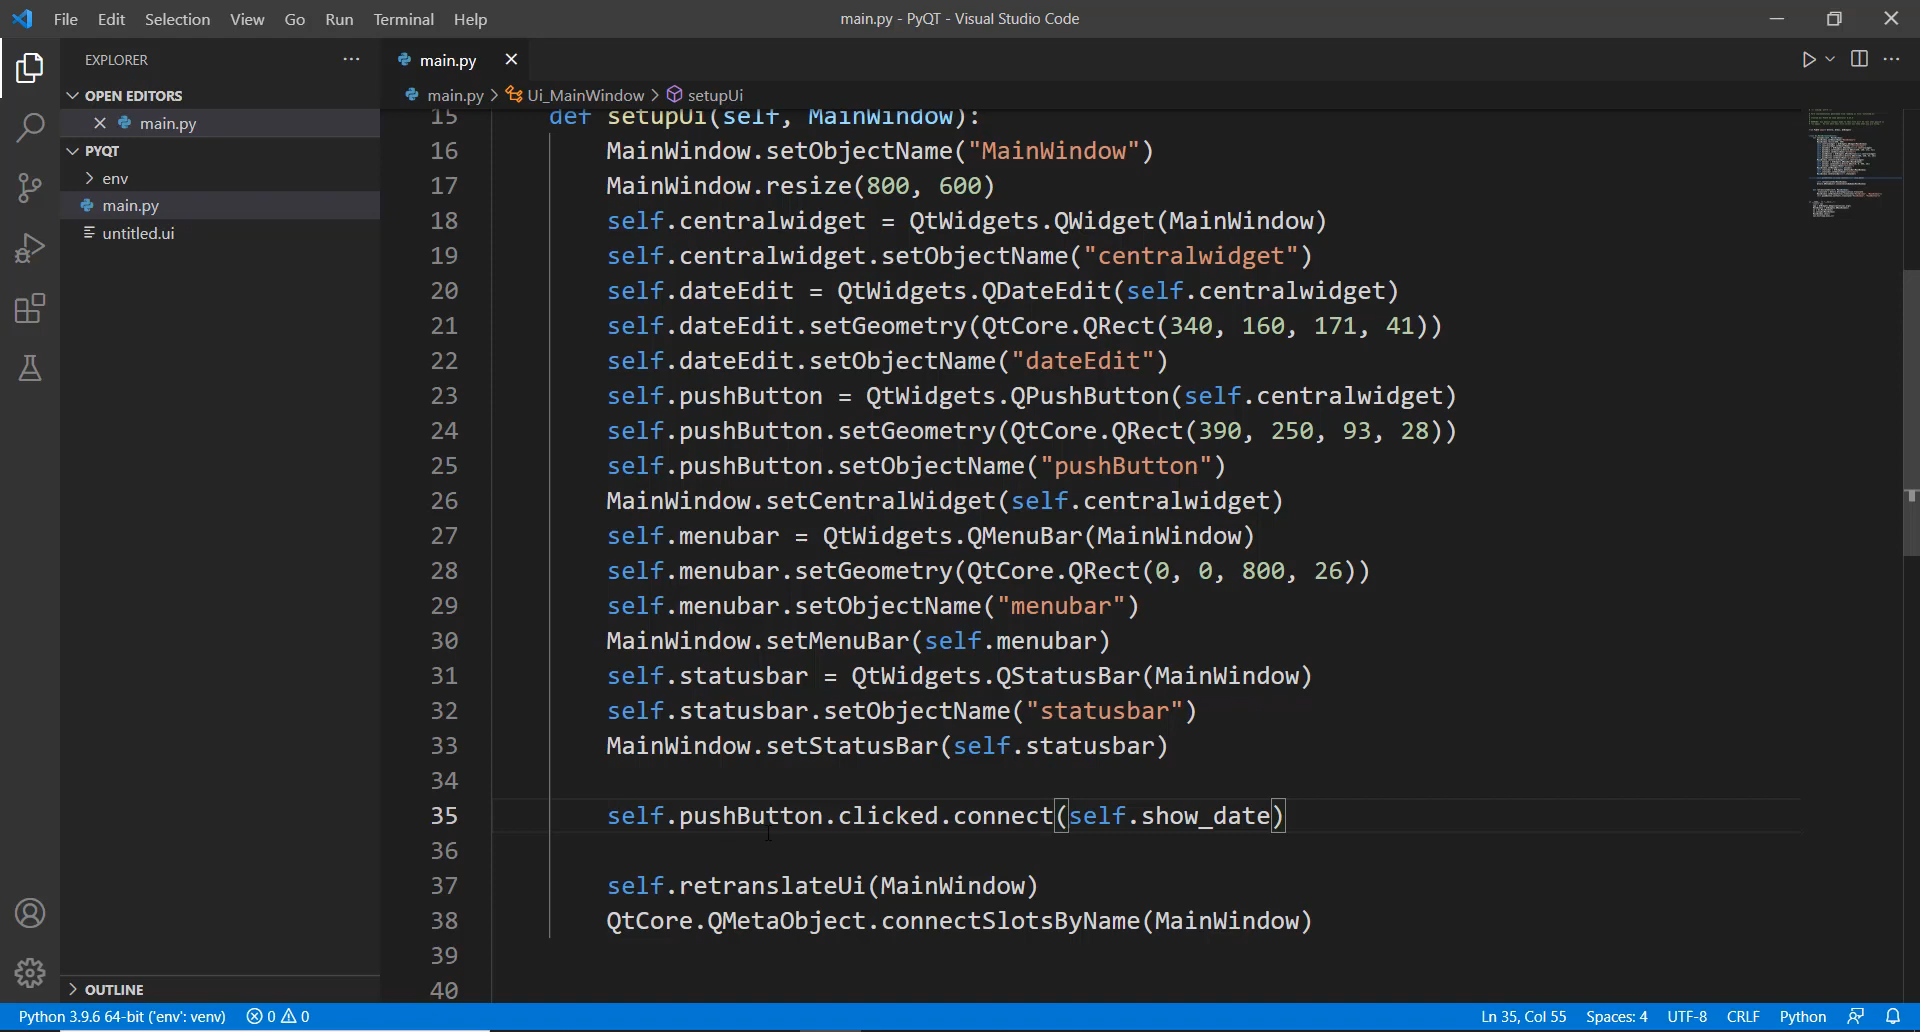 File Edit Selection View Go Run Terminal Help
main.py - PyQT - Visual Studio Code
EXPLORER
OPEN EDITORS
main.py
PYQT
env
main.py
untitled.ui
OUTLINE
main.py
main.py > Ui_MainWindow > setupUi
15 def setupUi(self, MainWindow):
16 MainWindow.setObjectName("MainWindow")
17 MainWindow.resize(800, 600)
18 self.centralwidget = QtWidgets.QWidget(MainWindow)
19 self.centralwidget.setObjectName("centralwidget")
20 self.dateEdit = QtWidgets.QDateEdit(self.centralwidget)
21 self.dateEdit.setGeometry(QtCore.QRect(340, 160, 171, 41))
22 self.dateEdit.setObjectName("dateEdit")
23 self.pushButton = QtWidgets.QPushButton(self.centralwidget)
24 self.pushButton.setGeometry(QtCore.QRect(390, 250, 93, 28))
25 self.pushButton.setObjectName("pushButton")
26 MainWindow.setCentralWidget(self.centralwidget)
27 self.menubar = QtWidgets.QMenuBar(MainWindow)
28 self.menubar.setGeometry(QtCore.QRect(0, 0, 800, 26))
29 self.menubar.setObjectName("menubar")
30 MainWindow.setMenuBar(self.menubar)
31 self.statusbar = QtWidgets.QStatusBar(MainWindow)
32 self.statusbar.setObjectName("statusbar")
33 MainWindow.setStatusBar(self.statusbar)
34
35 self.pushButton.clicked.connect(self.show_date)
36
37 self.retranslateUi(MainWindow)
38 QtCore.QMetaObject.connectSlotsByName(MainWindow)
39
40
Python 3.9.6 64-bit ('env': venv) 0 0 Ln 35, Col 55 Spaces: 4 UTF-8 CRLF Python